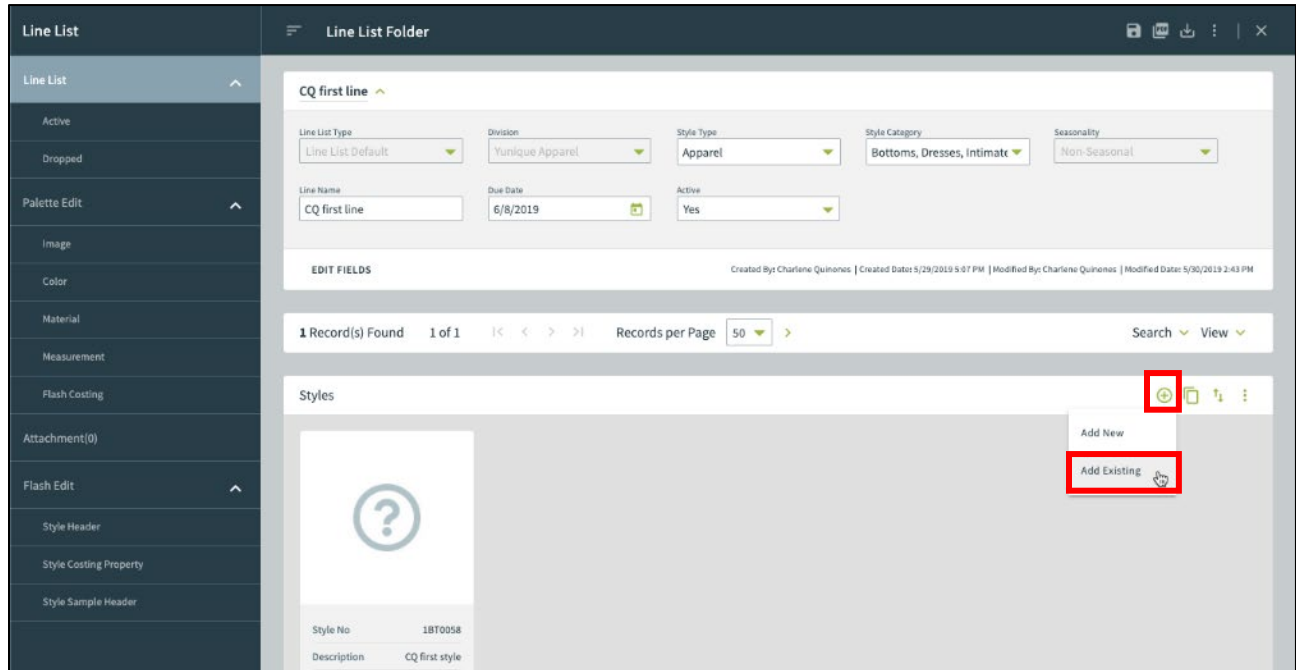 Line List
Line List Folder
Line List
Active
Dropped
Palette Edit
Image
Color
Material
Measurement
Flash Costing
Attachment(0)
Flash Edit
Style Header
Style Costing Property
Style Sample Header
CQ first line
Line List Type
Division
Style Type
Style Category
Seasonality
Line List Default
Yunique Apparel
Apparel
Bottoms, Dresses, Intimate
Non-Seasonal
Line Name
Due Date
Active
CQ first line
6/8/2019
Yes
EDIT FIELDS
Created By: Charlene Quinones | Created Date: 5/29/2019 5:07 PM | Modified By: Charlene Quinones | Modified Date: 5/30/2019 2:43 PM
1 Record(s) Found 1 of 1 Records per Page 50 Search View
Styles
Add New
Add Existing
Style No 1BT0058
Description CQ first style